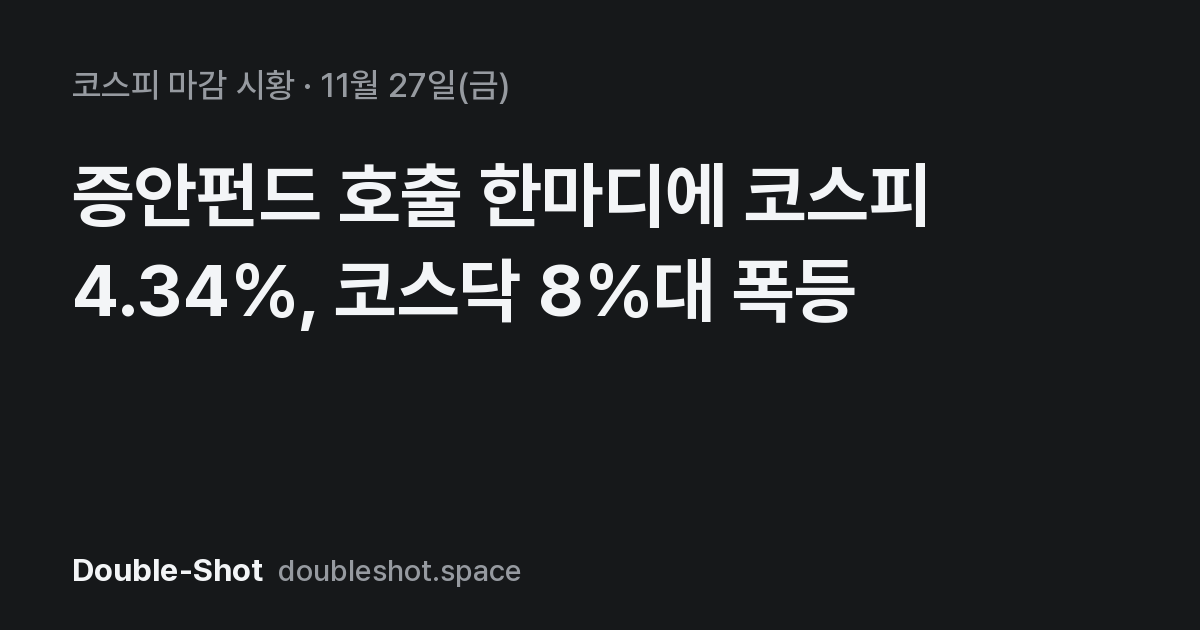 코스피 마감 시황 · 11월 27일(금)
증안펀드 호출 한마디에 코스피
4.34%, 코스닥 8%대 폭등
Double-Shot doubleshot.space